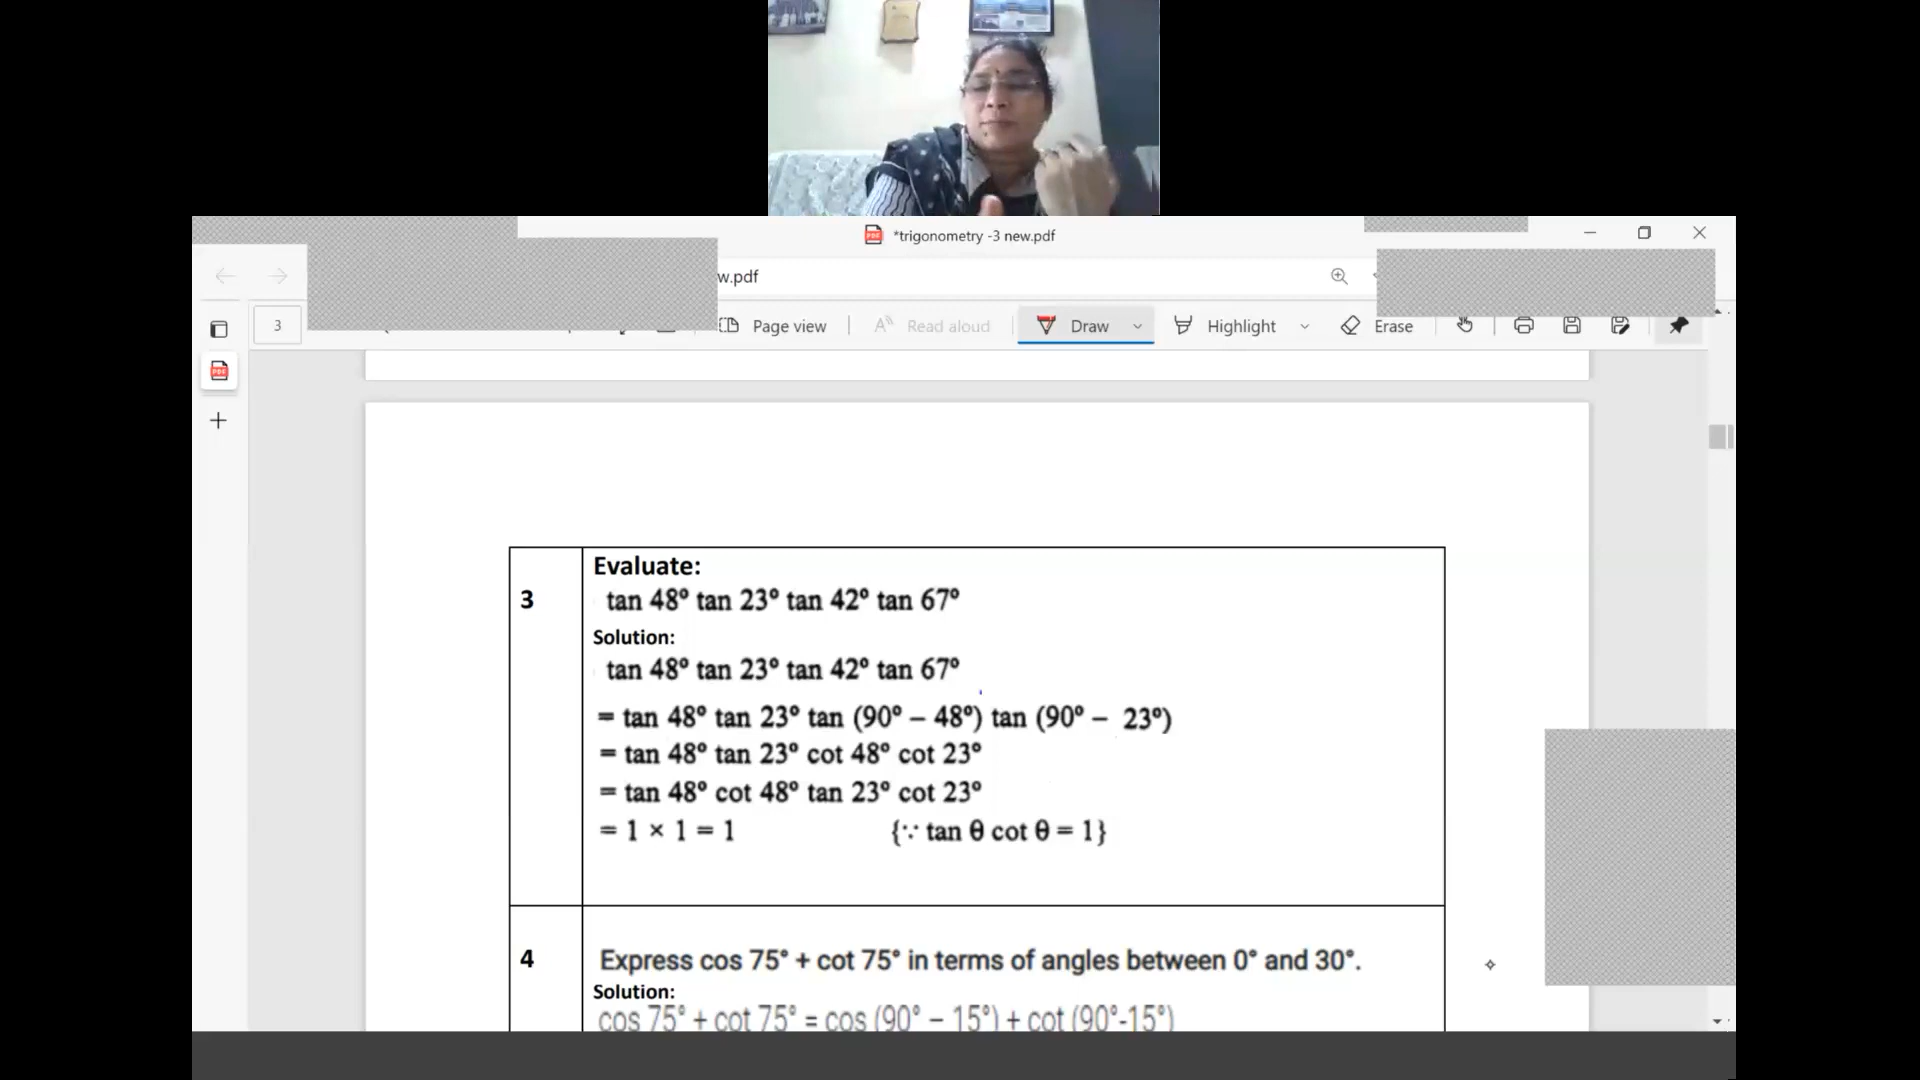 *trigonometry -3 new.pdf
w.pdf
3
Page view
Read aloud
Draw
Highlight
Erase
3
Evaluate:
tan 48° tan 23° tan 42° tan 67°
Solution:
tan 48° tan 23° tan 42° tan 67°
= tan 48° tan 23° tan (90° – 48°) tan (90° – 23°)
= tan 48° tan 23° cot 48° cot 23°
= tan 48° cot 48° tan 23° cot 23°
= 1 × 1 = 1 {∵ tan θ cot θ = 1}
4
Express cos 75° + cot 75° in terms of angles between 0° and 30°.
Solution:
cos 75° + cot 75° = cos (90° – 15°) + cot (90°-15°)